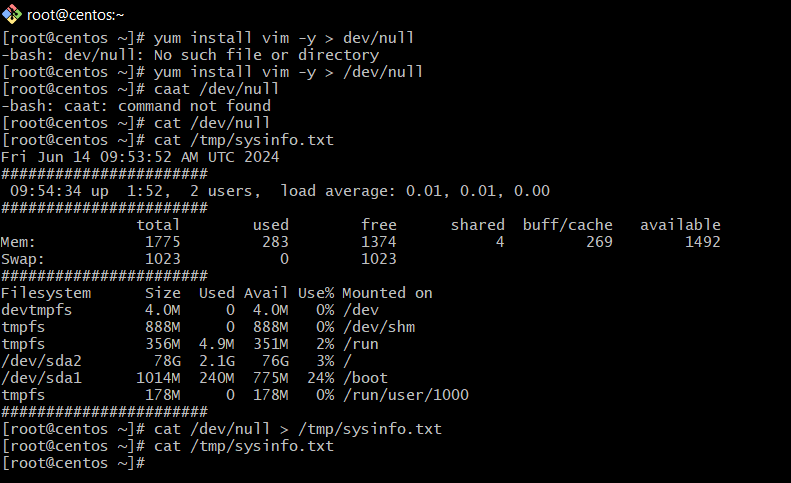 root@centos:~
[root@centos ~]# yum install vim -y > dev/null
-bash: dev/null: No such file or directory
[root@centos ~]# yum install vim -y > /dev/null
[root@centos ~]# caat /dev/null
-bash: caat: command not found
[root@centos ~]# cat /dev/null
[root@centos ~]# cat /tmp/sysinfo.txt
Fri Jun 14 09:53:52 AM UTC 2024
#######################
 09:54:34 up  1:52,  2 users,  load average: 0.01, 0.01, 0.00
#######################
               total        used        free      shared  buff/cache   available
Mem:            1775         283        1374           4         269        1492
Swap:           1023           0        1023
#######################
Filesystem      Size  Used Avail Use% Mounted on
devtmpfs        4.0M     0  4.0M   0% /dev
tmpfs           888M     0  888M   0% /dev/shm
tmpfs           356M  4.9M  351M   2% /run
/dev/sda2        78G  2.1G   76G   3% /
/dev/sda1      1014M  240M  775M  24% /boot
tmpfs           178M     0  178M   0% /run/user/1000
#######################
[root@centos ~]# cat /dev/null > /tmp/sysinfo.txt
[root@centos ~]# cat /tmp/sysinfo.txt
[root@centos ~]#